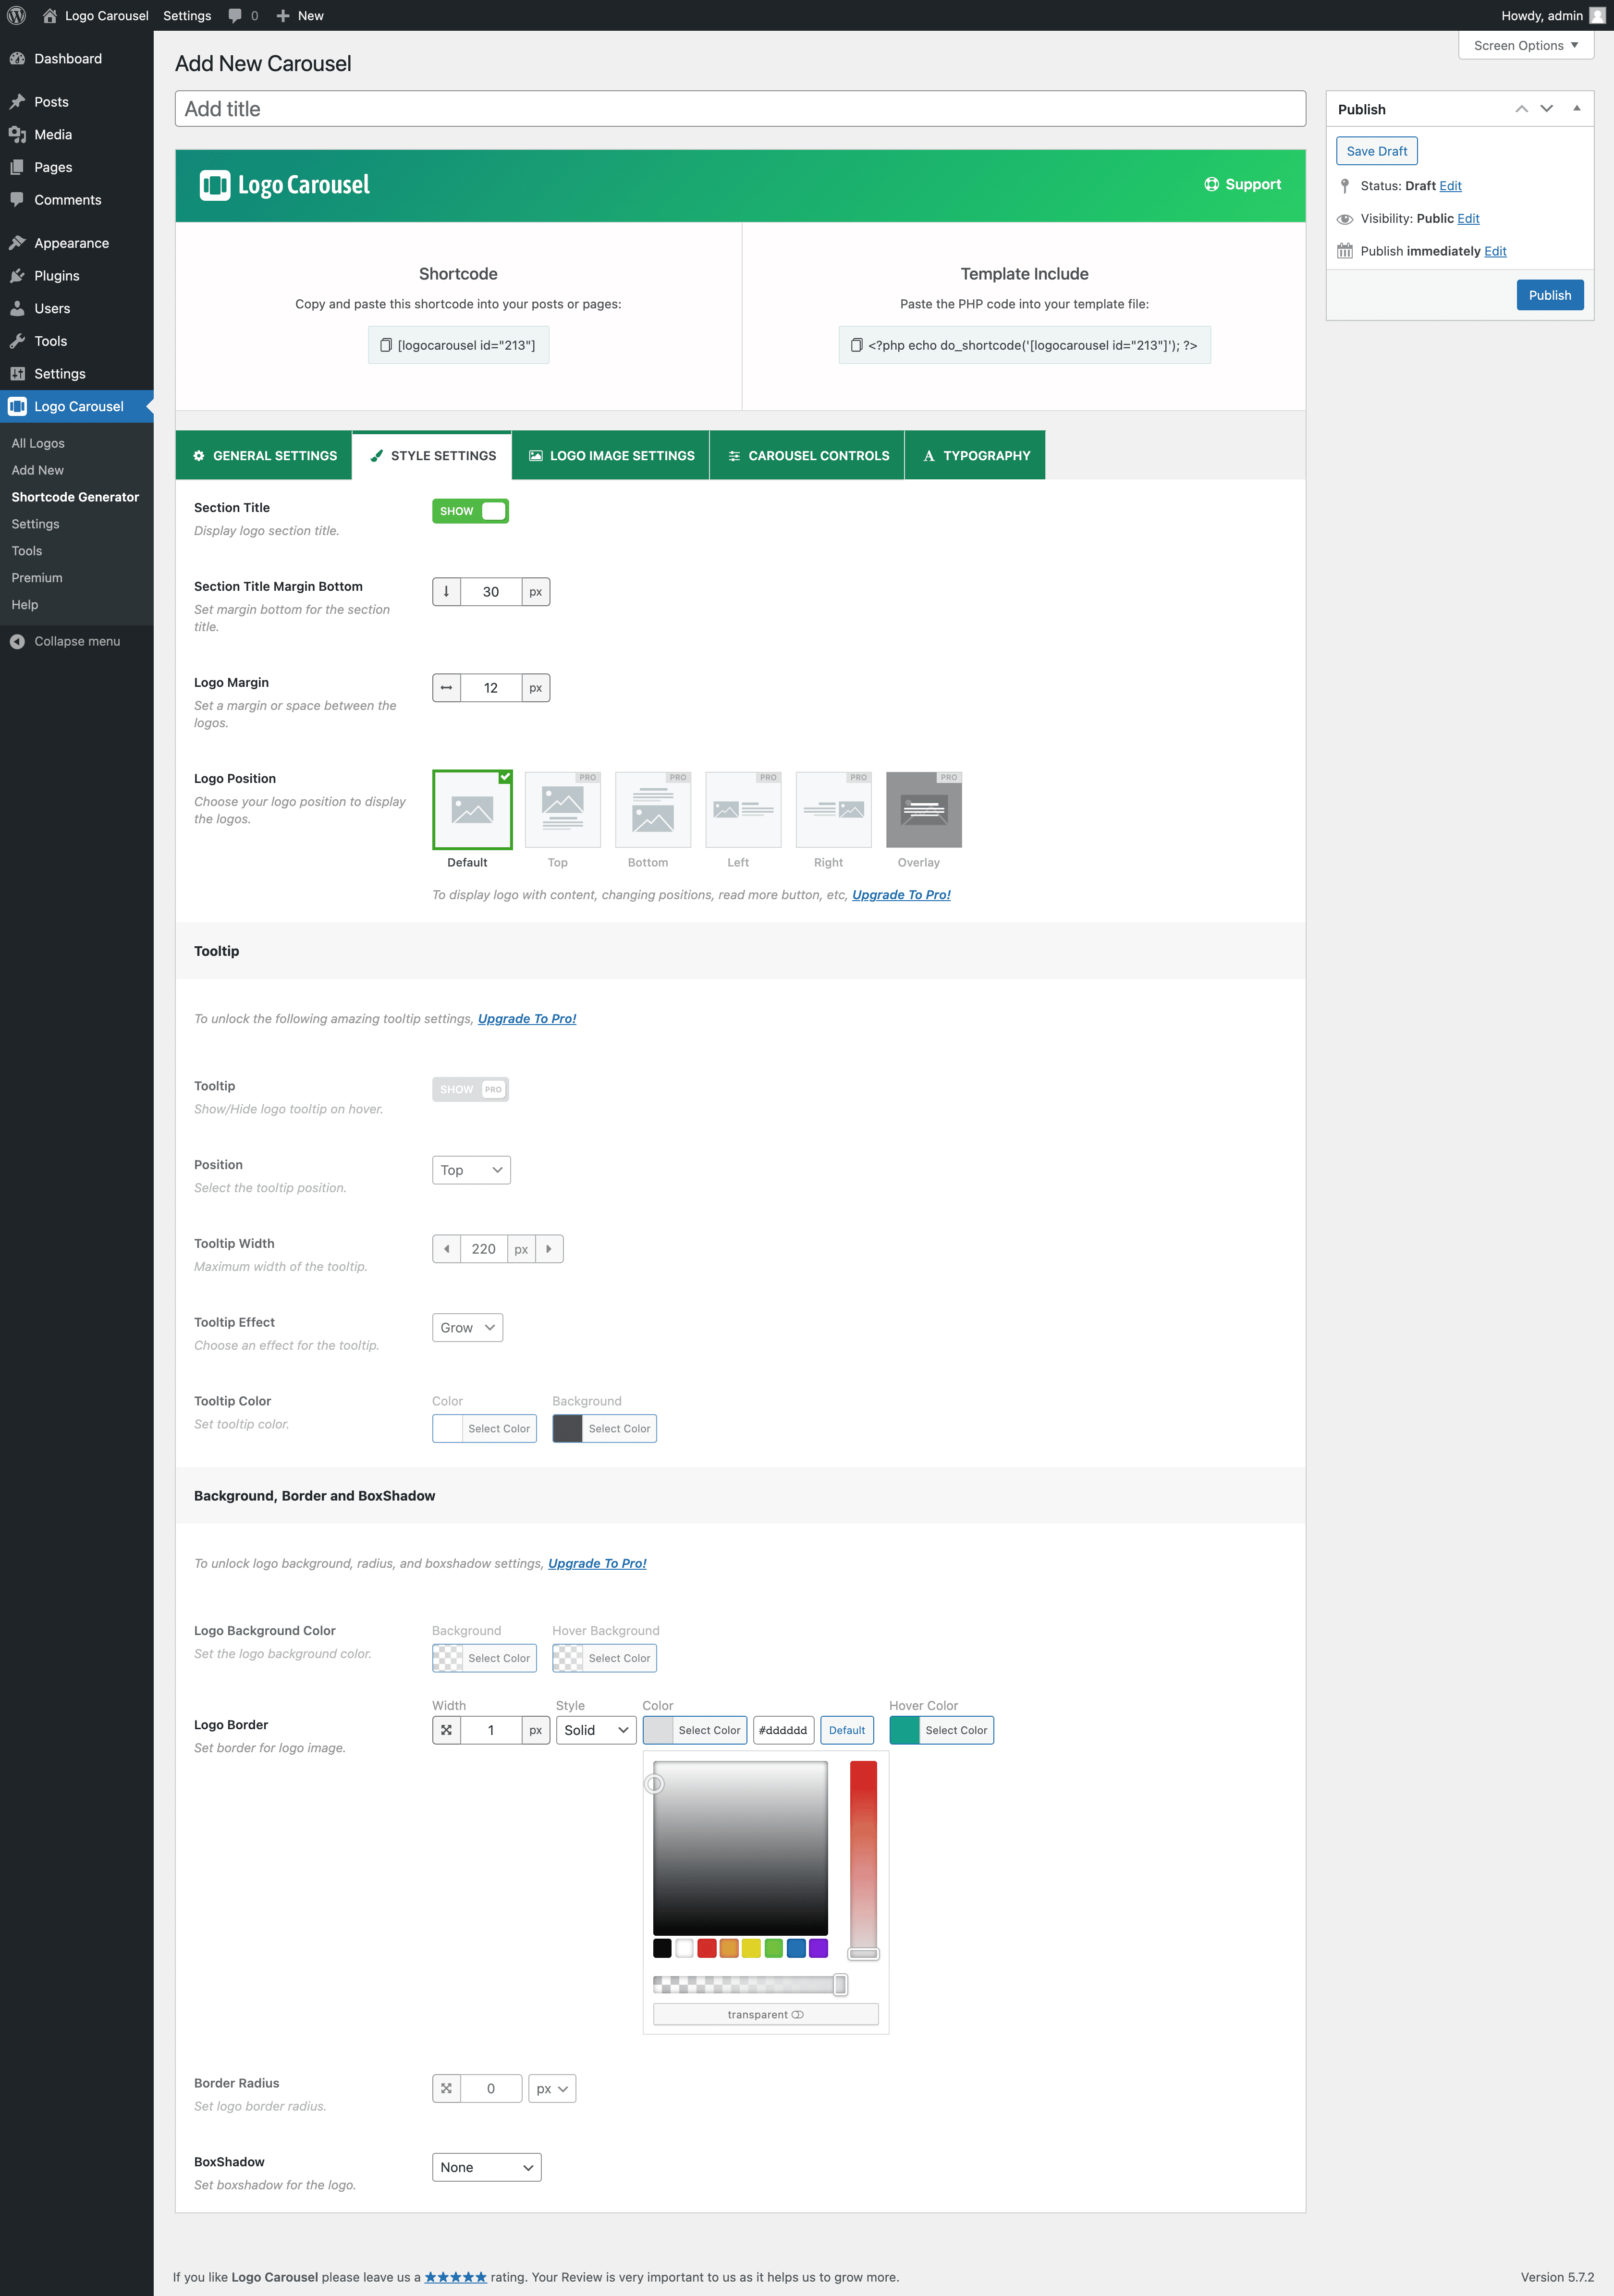 Logo Carousel Settings 0 New Howdy, admin
Screen Options
Dashboard
Posts
Media
Pages
Comments
Appearance
Plugins
Users
Tools
Settings
Logo Carousel
All Logos
Add New
Shortcode Generator
Settings
Tools
Premium
Help
Collapse menu
Add New Carousel
Add title
Logo Carousel Support
Shortcode
Copy and paste this shortcode into your posts or pages:
[logocarousel id="213"]
Template Include
Paste the PHP code into your template file:
<?php echo do_shortcode('[logocarousel id="213"]'); ?>
GENERAL SETTINGS STYLE SETTINGS LOGO IMAGE SETTINGS CAROUSEL CONTROLS TYPOGRAPHY
Section Title
Display logo section title.
SHOW
Section Title Margin Bottom
Set margin bottom for the section
title.
30 px
Logo Margin
Set a margin or space between the
logos.
12 px
Logo Position
Choose your logo position to display
the logos.
PRO PRO PRO PRO PRO
Default Top Bottom Left Right Overlay
To display logo with content, changing positions, read more button, etc, Upgrade To Pro!
Tooltip
To unlock the following amazing tooltip settings, Upgrade To Pro!
Tooltip
Show/Hide logo tooltip on hover.
SHOW PRO
Position
Select the tooltip position.
Top
Tooltip Width
Maximum width of the tooltip.
220 px
Tooltip Effect
Choose an effect for the tooltip.
Grow
Tooltip Color
Set tooltip color.
Color Background
Select Color Select Color
Background, Border and BoxShadow
To unlock logo background, radius, and boxshadow settings, Upgrade To Pro!
Logo Background Color
Set the logo background color.
Background Hover Background
Select Color Select Color
Logo Border
Set border for logo image.
Width Style Color Hover Color
1 px Solid Select Color #dddddd Default Select Color
transparent
Border Radius
Set logo border radius.
0 px
BoxShadow
Set boxshadow for the logo.
None
Publish
Save Draft
Status: Draft Edit
Visibility: Public Edit
Publish immediately Edit
Publish
If you like Logo Carousel please leave us a ★★★★★ rating. Your Review is very important to us as it helps us to grow more.
Version 5.7.2